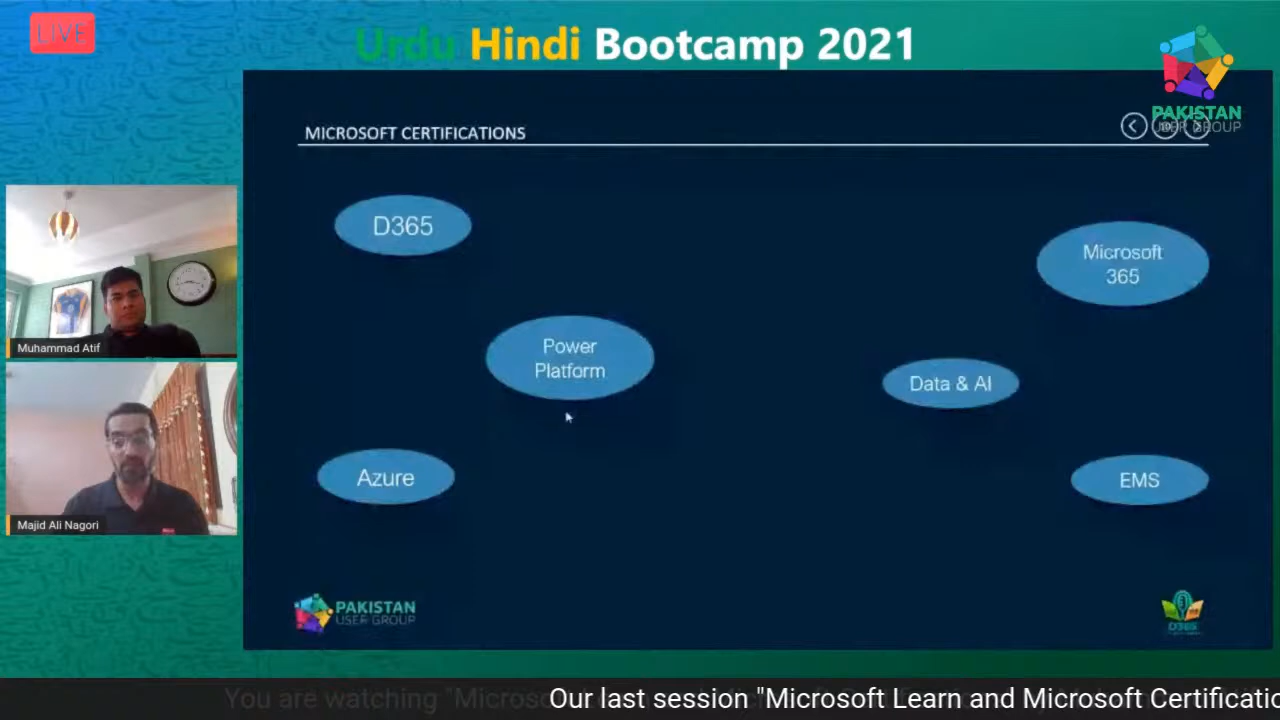 LIVE
Urdu Hindi Bootcamp 2021
PAKISTAN
USER GROUP
MICROSOFT CERTIFICATIONS
D365
Microsoft
365
Power
Platform
Data & AI
Azure
EMS
Muhammad Atif
Majid Ali Nagori
PAKISTAN
USER GROUP
D365
You are watching "Microso
Our last session "Microsoft Learn and Microsoft Certificatio